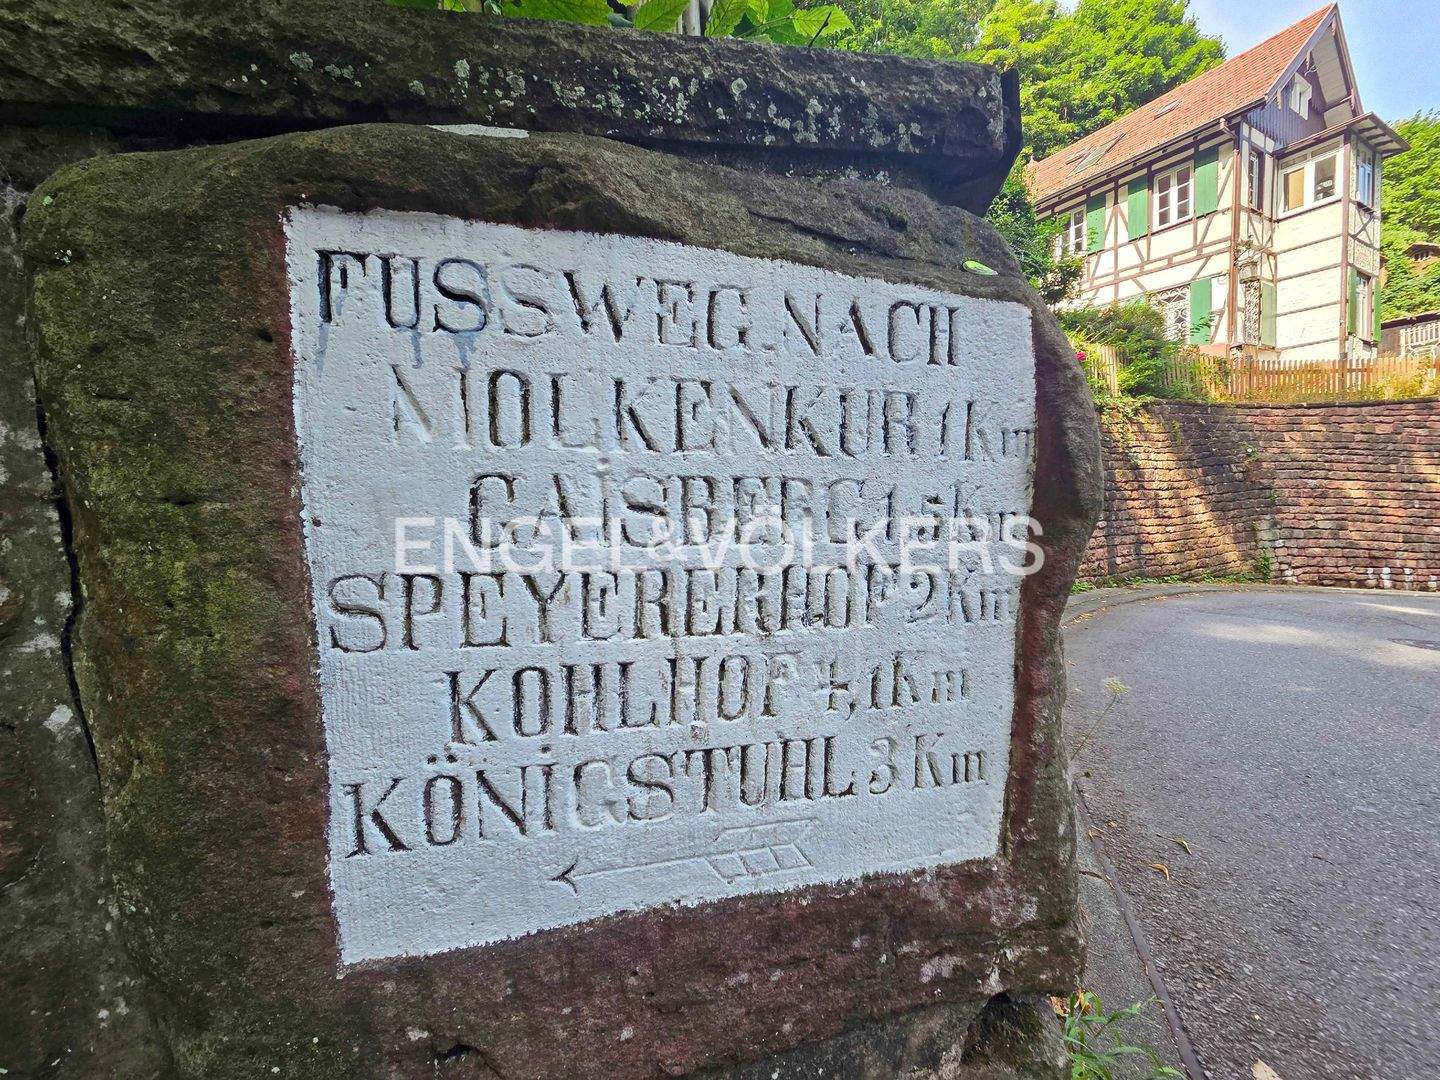 FUSSWEG NACH
MOLKENKUR 1 Km
GAISBERG 1,5 Km
SPEYERERHOF 2 Km
KOHLHOF 4,1 Km
KÖNIGSTUHL 3 Km
ENGEL&VÖLKERS